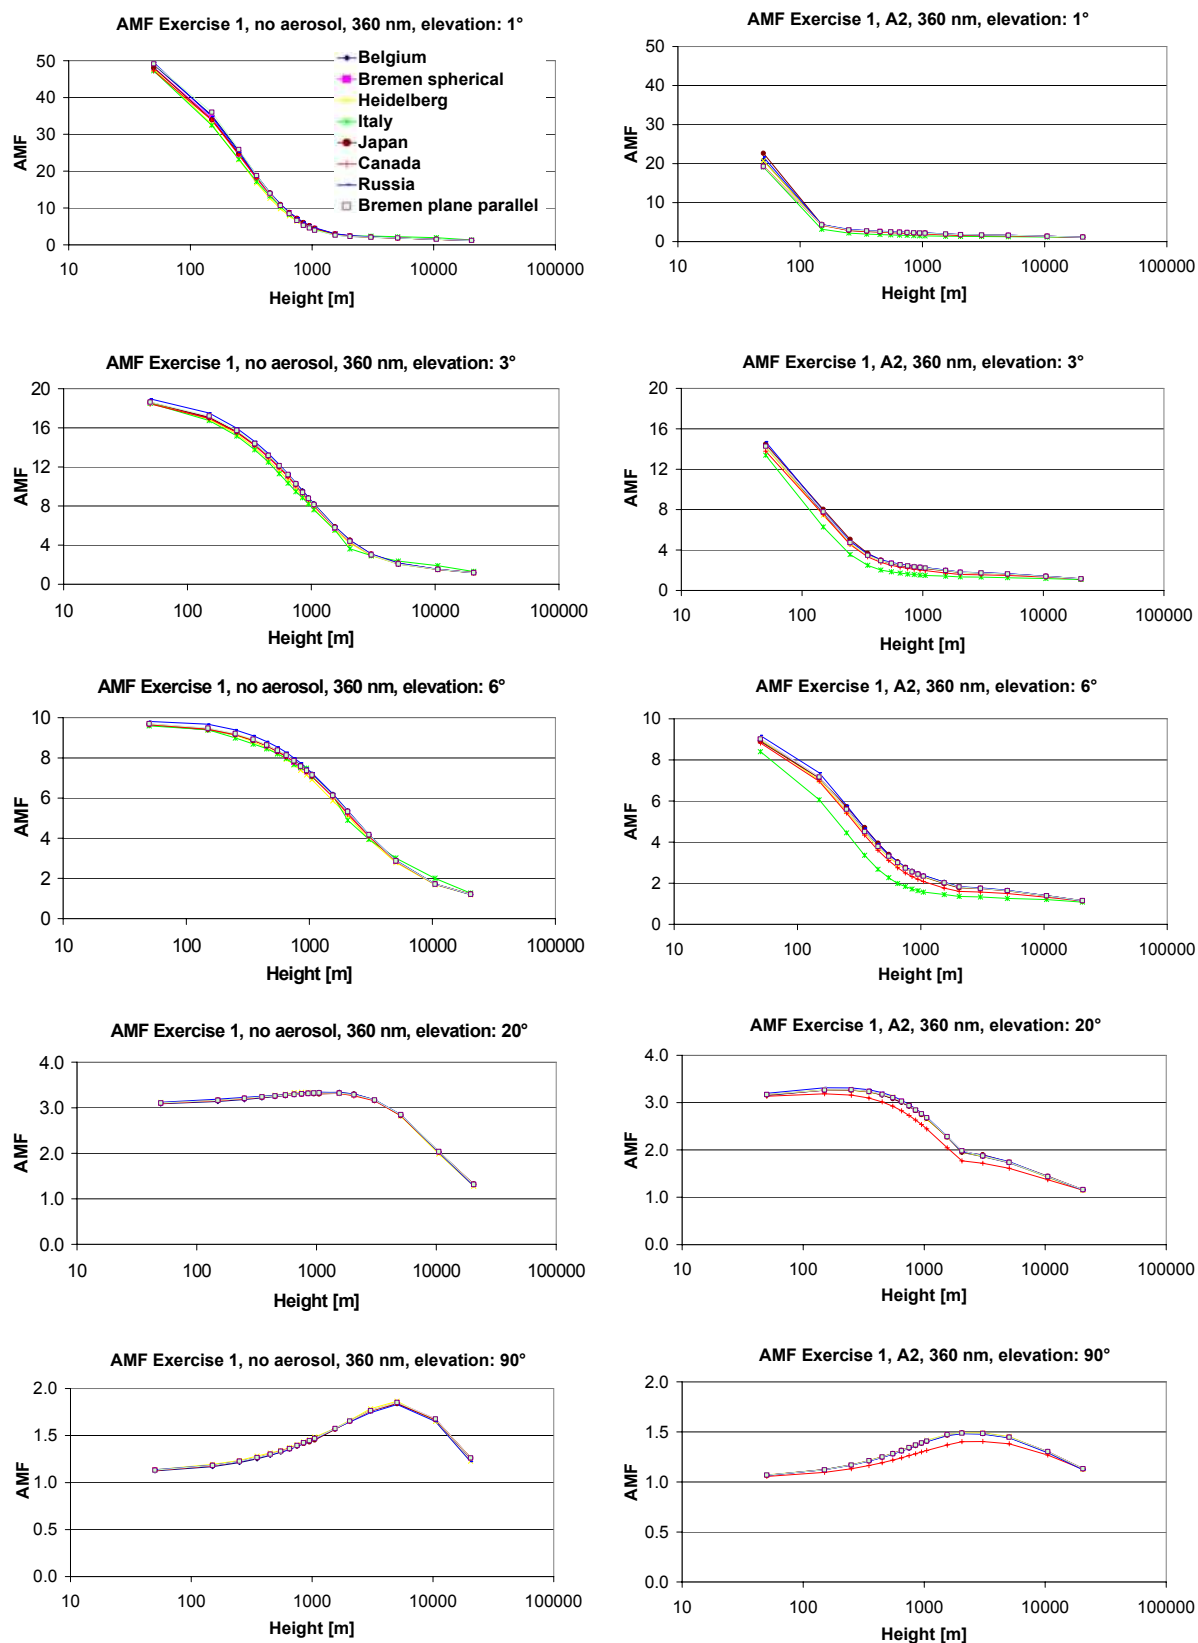 AMF Exercise 1, no aerosol, 360 nm, elevation: 1°
50
40
30
20
10
0
AMF
10 100 1000 10000 100000
Height [m]
Belgium
Bremen spherical
Heidelberg
Italy
Japan
Canada
Russia
Bremen plane parallel
AMF Exercise 1, A2, 360 nm, elevation: 1°
50
40
30
20
10
0
AMF
10 100 1000 10000 100000
Height [m]
AMF Exercise 1, no aerosol, 360 nm, elevation: 3°
20
16
12
8
4
0
AMF
10 100 1000 10000 100000
Height [m]
AMF Exercise 1, A2, 360 nm, elevation: 3°
20
16
12
8
4
0
AMF
10 100 1000 10000 100000
Height [m]
AMF Exercise 1, no aerosol, 360 nm, elevation: 6°
10
8
6
4
2
0
AMF
10 100 1000 10000 100000
Height [m]
AMF Exercise 1, A2, 360 nm, elevation: 6°
10
8
6
4
2
0
AMF
10 100 1000 10000 100000
Height [m]
AMF Exercise 1, no aerosol, 360 nm, elevation: 20°
4.0
3.0
2.0
1.0
0.0
AMF
10 100 1000 10000 100000
Height [m]
AMF Exercise 1, A2, 360 nm, elevation: 20°
4.0
3.0
2.0
1.0
0.0
AMF
10 100 1000 10000 100000
Height [m]
AMF Exercise 1, no aerosol, 360 nm, elevation: 90°
2.0
1.5
1.0
0.5
0.0
AMF
10 100 1000 10000 100000
Height [m]
AMF Exercise 1, A2, 360 nm, elevation: 90°
2.0
1.5
1.0
0.5
0.0
AMF
10 100 1000 10000 100000
Height [m]